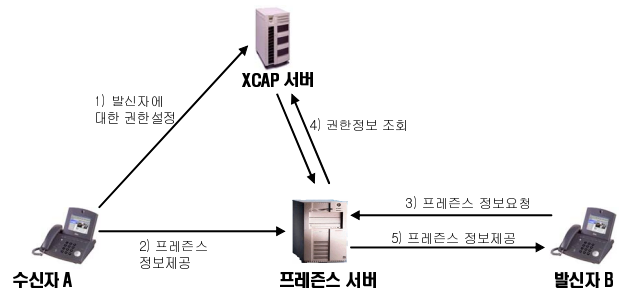 XCAP 서버
1) 발신자에
대한 권한설정
4) 권한정보 조회
3) 프레즌스 정보요청
2) 프레즌스
정보제공
5) 프레즌스 정보제공
수신자 A
프레즌스 서버
발신자 B